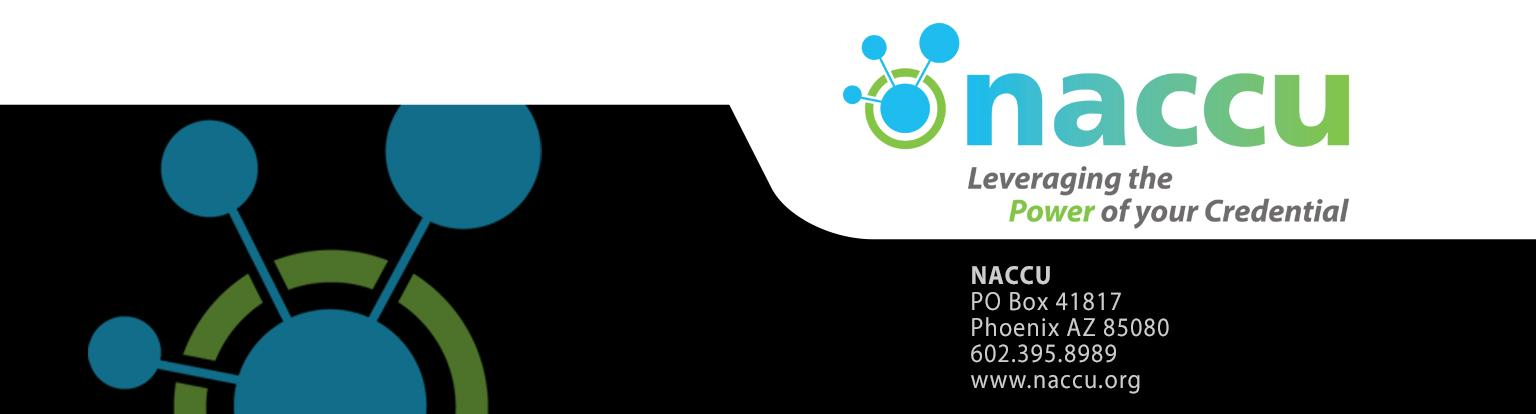 naccu
Leveraging the
Power of your Credential
NACCU
PO Box 41817
Phoenix AZ 85080
602.395.8989
www.naccu.org